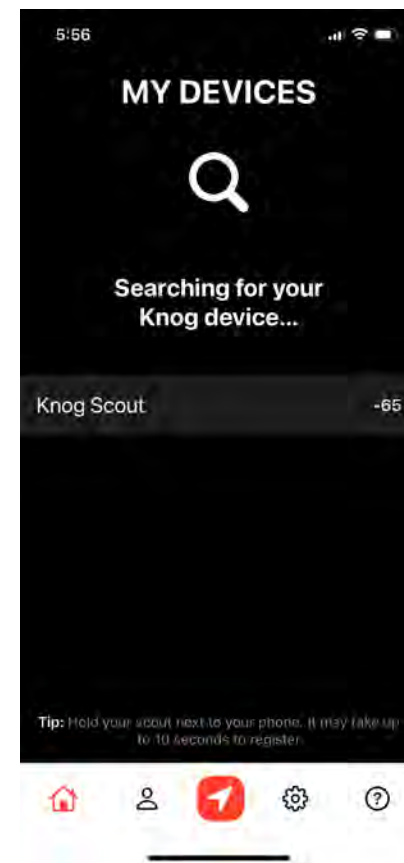 5:56
MY DEVICES
Searching for your
Knog device...
Knog Scout -65
Tip: Hold your scout next to your phone. It may take up
to 10 seconds to register.